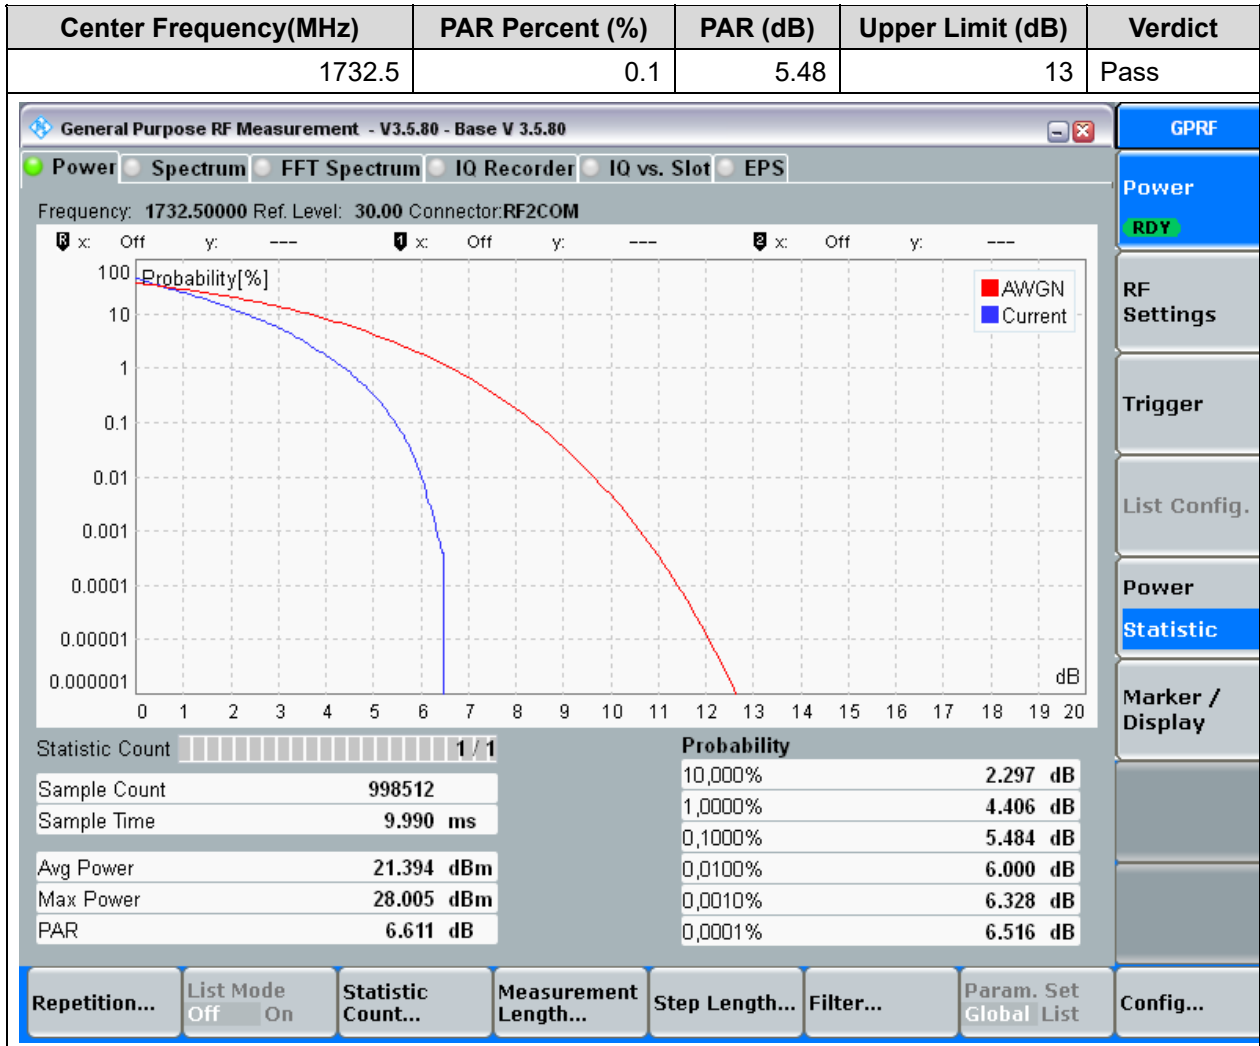 Center Frequency(MHz) PAR Percent (%) PAR (dB) Upper Limit (dB) Verdict
1732.5 0.1 5.48 13 Pass
General Purpose RF Measurement - V3.5.80 - Base V 3.5.80
GPRF
Power Spectrum FFT Spectrum IQ Recorder IQ vs. Slot EPS
Frequency: 1732.50000 Ref. Level: 30.00 Connector:RF2COM
R x: Off y: --- 1 x: Off y: --- 2 x: Off y: ---
Probability[%]
AWGN
Current
100
10
1
0.1
0.01
0.001
0.0001
0.00001
0.000001
dB
0 1 2 3 4 5 6 7 8 9 10 11 12 13 14 15 16 17 18 19 20
Statistic Count 1 / 1
Sample Count 998512
Sample Time 9.990 ms
Avg Power 21.394 dBm
Max Power 28.005 dBm
PAR 6.611 dB
Probability
10,000% 2.297 dB
1,0000% 4.406 dB
0,1000% 5.484 dB
0,0100% 6.000 dB
0,0010% 6.328 dB
0,0001% 6.516 dB
Power
RDY
RF
Settings
Trigger
List Config.
Power
Statistic
Marker /
Display
Repetition...
List Mode
Off On
Statistic
Count...
Measurement
Length...
Step Length...
Filter...
Param. Set
Global List
Config...